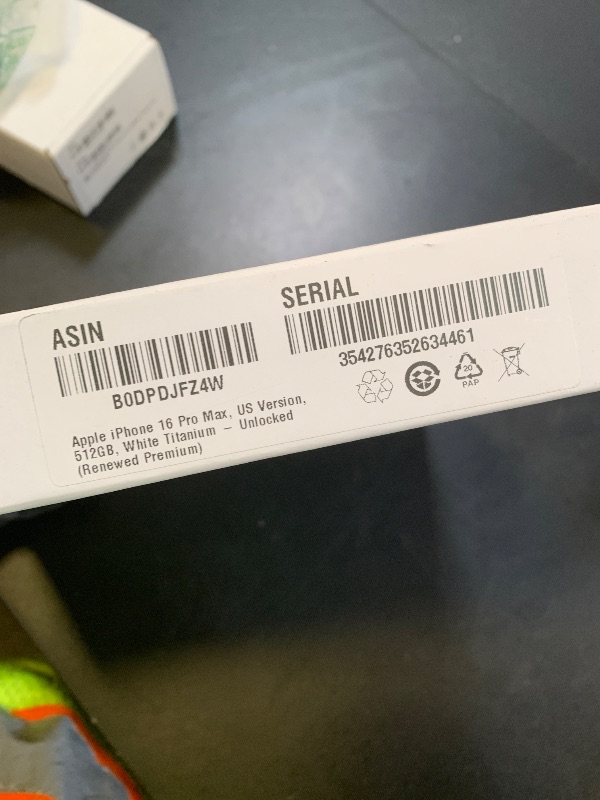 ASIN
B0DPDJFZ4W
Apple iPhone 16 Pro Max, US Version,
512GB, White Titanium – Unlocked
(Renewed Premium)
SERIAL
354276352634461
20
PAP